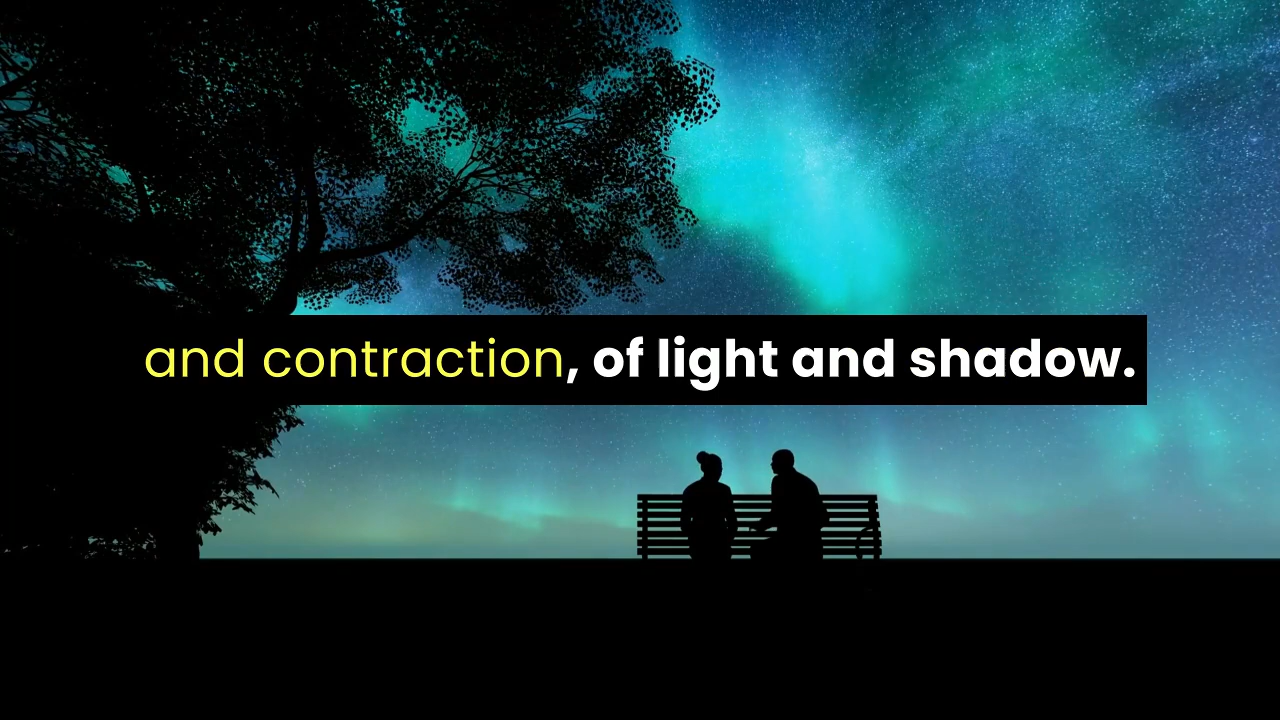 and contraction, of light and shadow.